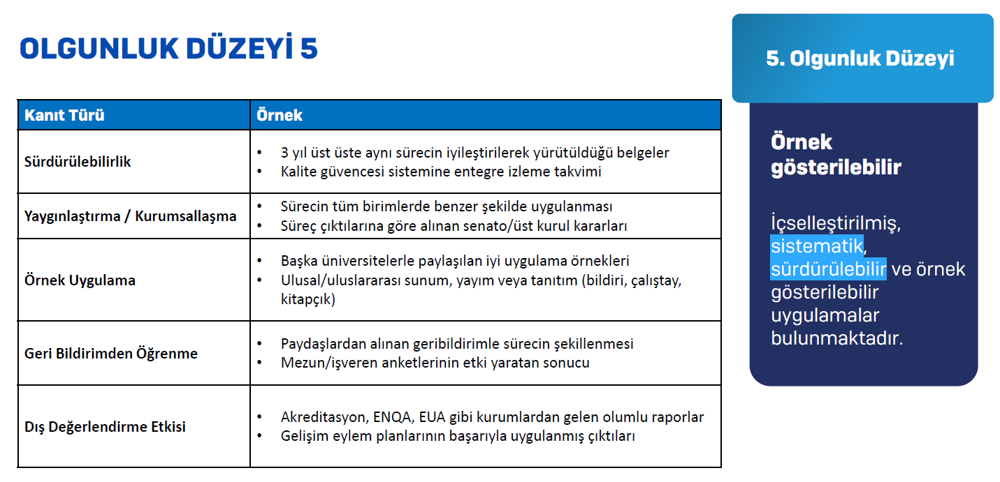 OLGUNLUK DÜZEYİ 5
Kanıt Türü
Örnek
Sürdürülebilirlik
• 3 yıl üst üste aynı sürecin iyileştirilerek yürütüldüğü belgeler
• Kalite güvencesi sistemine entegre izleme takvimi
Yaygınlaştırma / Kurumsallaşma
• Sürecin tüm birimlerde benzer şekilde uygulanması
• Süreç çıktılarına göre alınan senato/üst kurul kararları
Örnek Uygulama
• Başka üniversitelerle paylaşılan iyi uygulama örnekleri
• Ulusal/uluslararası sunum, yayım veya tanıtım (bildiri, çalıştay,
kitapçık)
Geri Bildirimden Öğrenme
• Paydaşlardan alınan geribildirimle sürecin şekillenmesi
• Mezun/işveren anketlerinin etki yaratan sonucu
Dış Değerlendirme Etkisi
• Akreditasyon, ENQA, EUA gibi kurumlardan gelen olumlu raporlar
• Gelişim eylem planlarının başarıyla uygulanmış çıktıları
5. Olgunluk Düzeyi
Örnek
gösterilebilir
İçselleştirilmiş,
sistematik,
sürdürülebilir ve örnek
gösterilebilir
uygulamalar
bulunmaktadır.